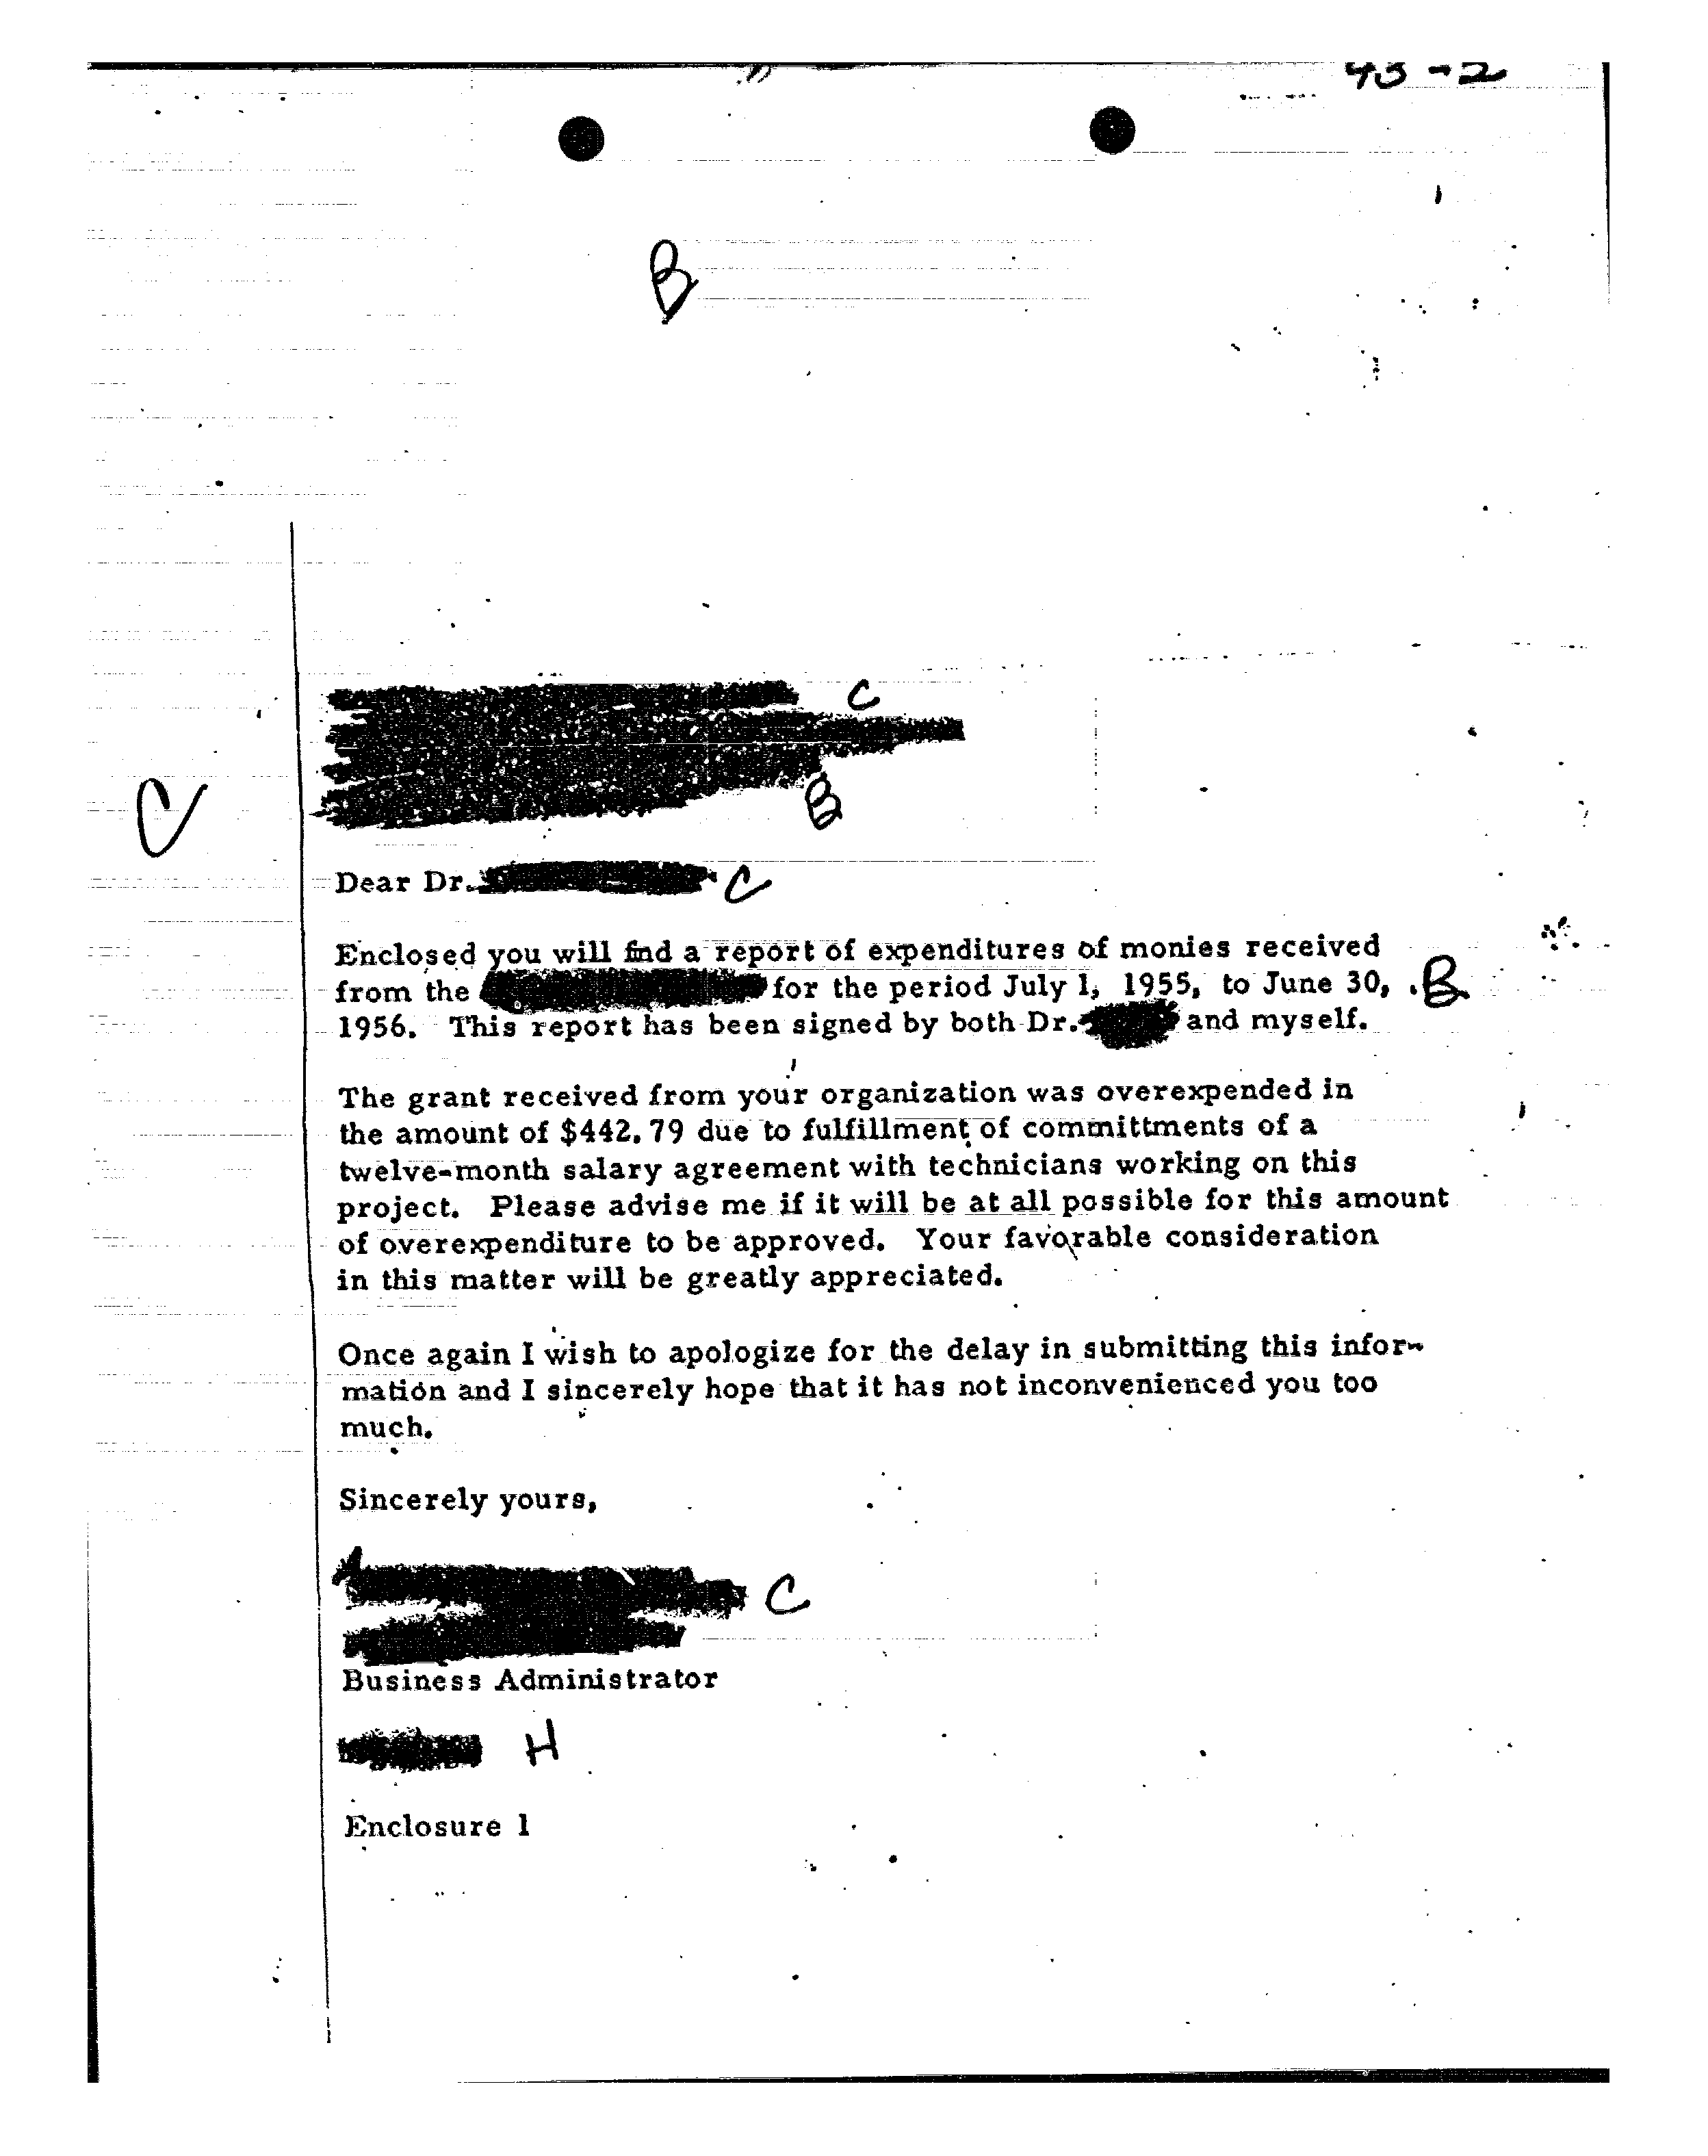 43-2
B
C
B
C
Dear Dr. C
Enclosed you will find a report of expenditures of monies received
from the for the period July 1, 1955, to June 30, B
1956. This report has been signed by both Dr. and myself.
The grant received from your organization was overexpended in
the amount of $442.79 due to fulfillment of committments of a
twelve-month salary agreement with technicians working on this
project. Please advise me if it will be at all possible for this amount
of overexpenditure to be approved. Your favorable consideration
in this matter will be greatly appreciated.
Once again I wish to apologize for the delay in submitting this infor-
mation and I sincerely hope that it has not inconvenienced you too
much.
Sincerely yours,
C
Business Administrator
H
Enclosure 1